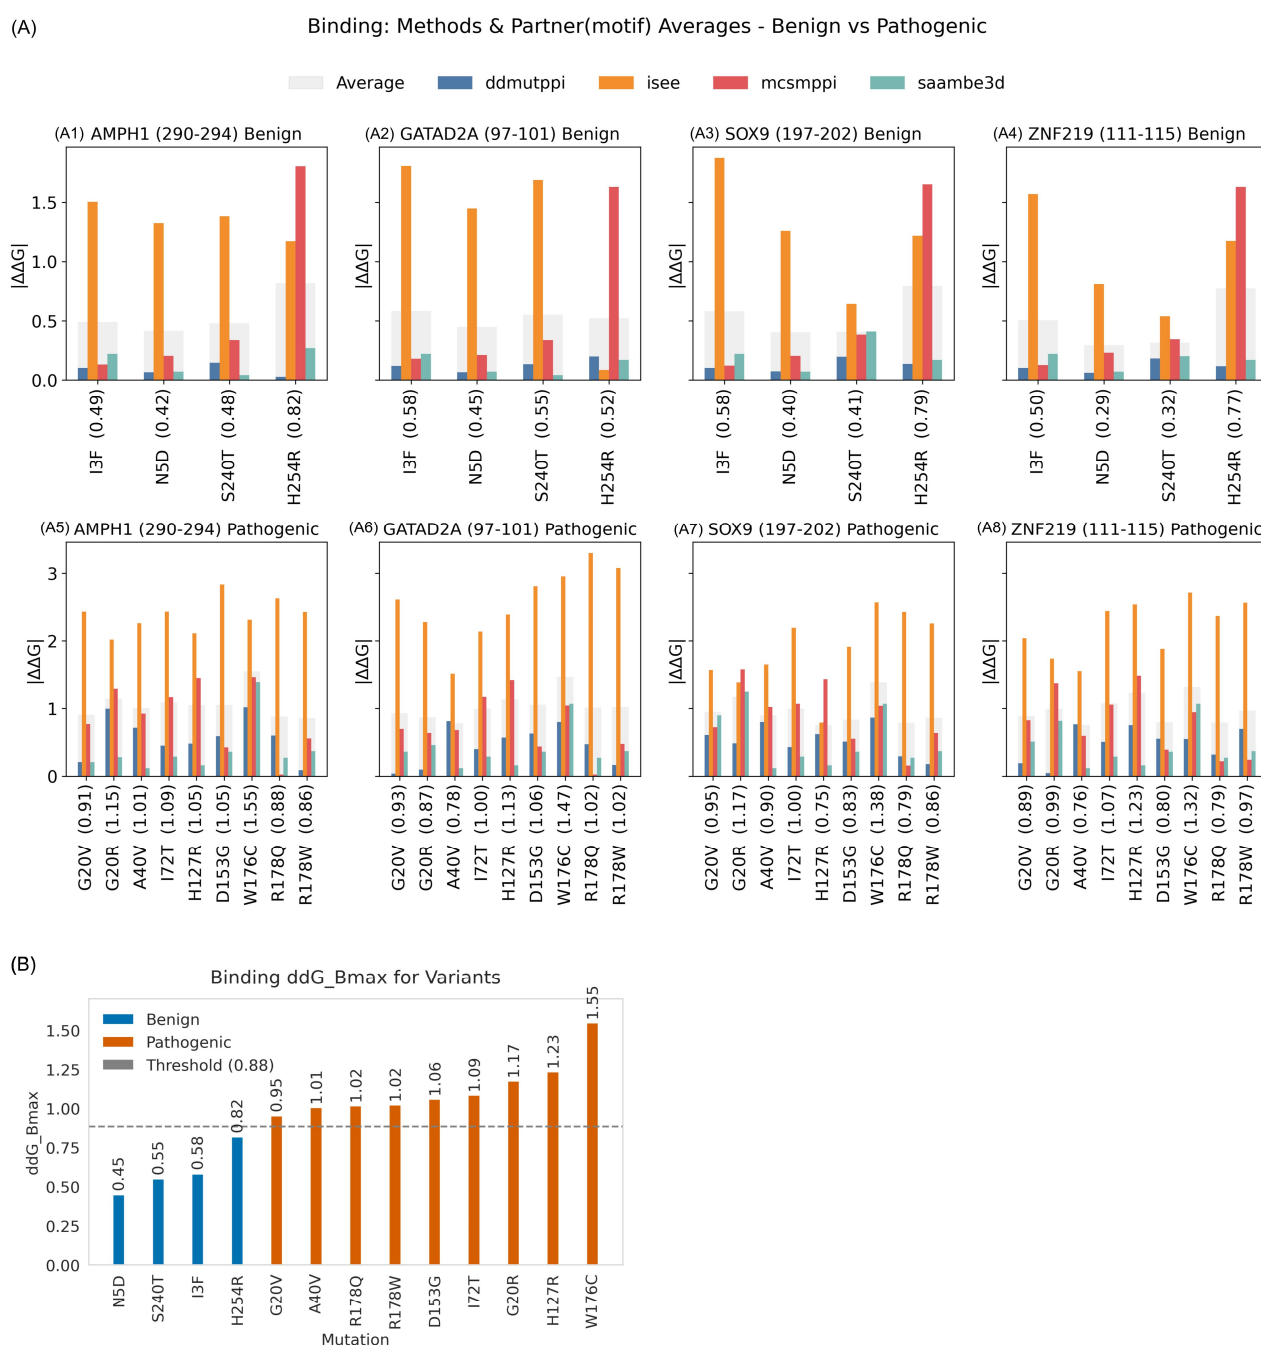 (A)
Binding: Methods & Partner(motif) Averages - Benign vs Pathogenic
Average ddmutppi isee mcsmppi saambe3d
(A1) AMPH1 (290-294) Benign
|ΔΔG|
1.5
1.0
0.5
0.0
I3F (0.49)
N5D (0.42)
S240T (0.48)
H254R (0.82)
(A2) GATAD2A (97-101) Benign
|ΔΔG|
I3F (0.58)
N5D (0.45)
S240T (0.55)
H254R (0.52)
(A3) SOX9 (197-202) Benign
|ΔΔG|
I3F (0.58)
N5D (0.40)
S240T (0.41)
H254R (0.79)
(A4) ZNF219 (111-115) Benign
|ΔΔG|
I3F (0.50)
N5D (0.29)
S240T (0.32)
H254R (0.77)
(A5) AMPH1 (290-294) Pathogenic
|ΔΔG|
3
2
1
0
G20V (0.91)
G20R (1.15)
A40V (1.01)
I72T (1.09)
H127R (1.05)
D153G (1.05)
W176C (1.55)
R178Q (0.88)
R178W (0.86)
(A6) GATAD2A (97-101) Pathogenic
|ΔΔG|
G20V (0.93)
G20R (0.87)
A40V (0.78)
I72T (1.00)
H127R (1.13)
D153G (1.06)
W176C (1.47)
R178Q (1.02)
R178W (1.02)
(A7) SOX9 (197-202) Pathogenic
|ΔΔG|
G20V (0.95)
G20R (1.17)
A40V (0.90)
I72T (1.00)
H127R (0.75)
D153G (0.83)
W176C (1.38)
R178Q (0.79)
R178W (0.86)
(A8) ZNF219 (111-115) Pathogenic
|ΔΔG|
G20V (0.89)
G20R (0.99)
A40V (0.76)
I72T (1.07)
H127R (1.23)
D153G (0.80)
W176C (1.32)
R178Q (0.79)
R178W (0.97)
(B)
Binding ddG_Bmax for Variants
Benign
Pathogenic
Threshold (0.88)
ddG_Bmax
1.50
1.25
1.00
0.75
0.50
0.25
0.00
0.45
0.55
0.58
0.82
0.95
1.01
1.02
1.02
1.06
1.09
1.17
1.23
1.55
N5D
S240T
I3F
H254R
G20V
A40V
R178Q
R178W
D153G
I72T
G20R
H127R
W176C
Mutation